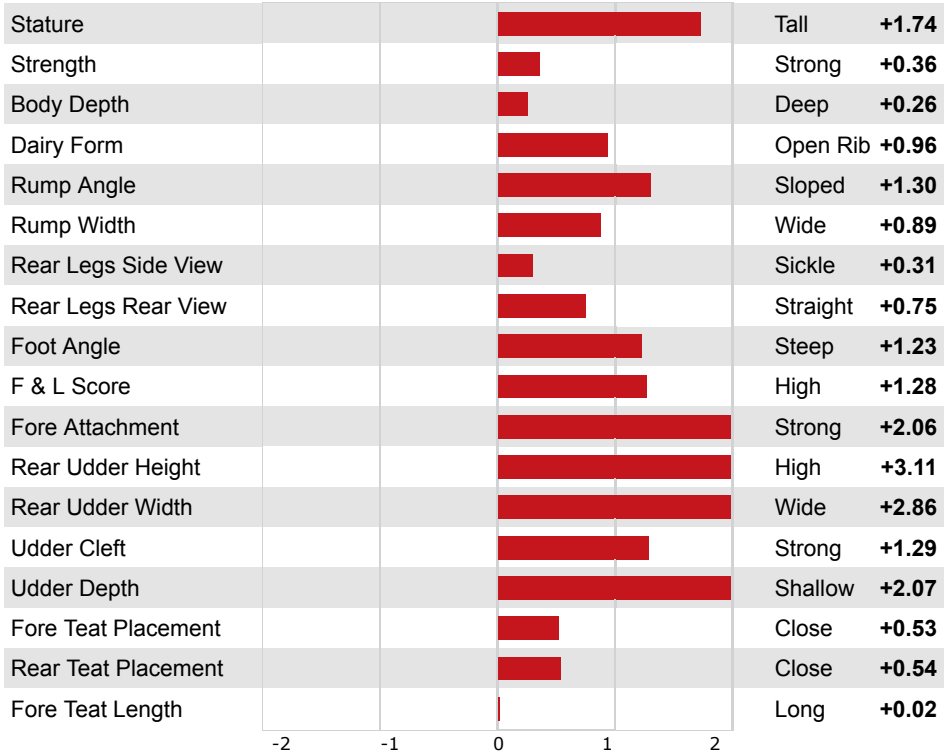 Stature Tall +1.74
Strength Strong +0.36
Body Depth Deep +0.26
Dairy Form Open Rib +0.96
Rump Angle Sloped +1.30
Rump Width Wide +0.89
Rear Legs Side View Sickle +0.31
Rear Legs Rear View Straight +0.75
Foot Angle Steep +1.23
F & L Score High +1.28
Fore Attachment Strong +2.06
Rear Udder Height High +3.11
Rear Udder Width Wide +2.86
Udder Cleft Strong +1.29
Udder Depth Shallow +2.07
Fore Teat Placement Close +0.53
Rear Teat Placement Close +0.54
Fore Teat Length Long +0.02
-2 -1 0 1 2